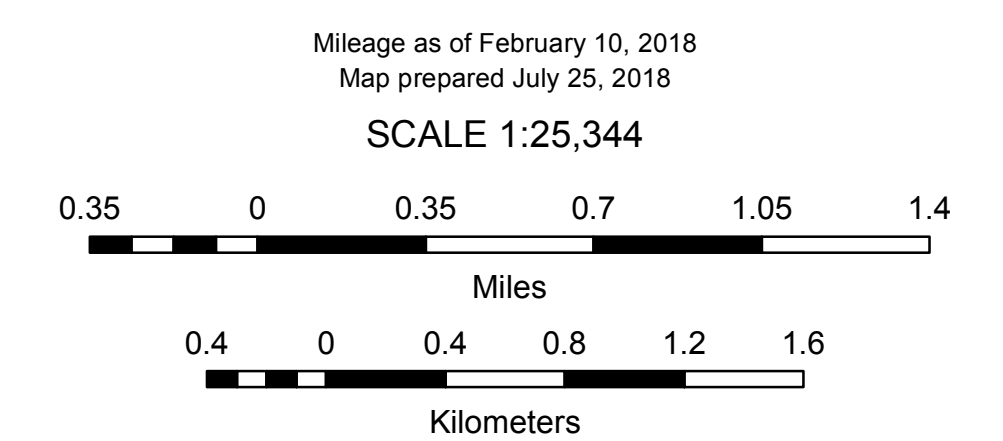 Mileage as of February 10, 2018
Map prepared July 25, 2018
SCALE 1:25,344
0.35 0 0.35 0.7 1.05 1.4
Miles
0.4 0 0.4 0.8 1.2 1.6
Kilometers